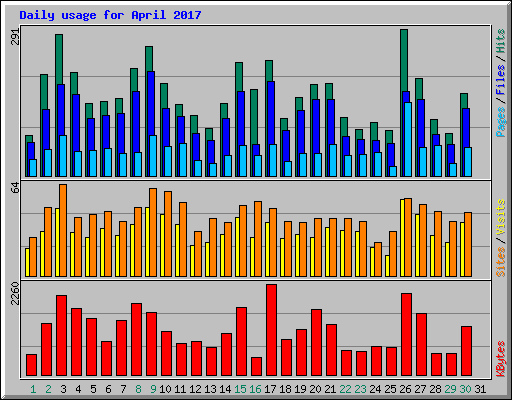 Daily usage for April 2017
291
Pages / Files / Hits
64
Sites / Visits
2260
KBytes
1 2 3 4 5 6 7 8 9 10 11 12 13 14 15 16 17 18 19 20 21 22 23 24 25 26 27 28 29 30 31